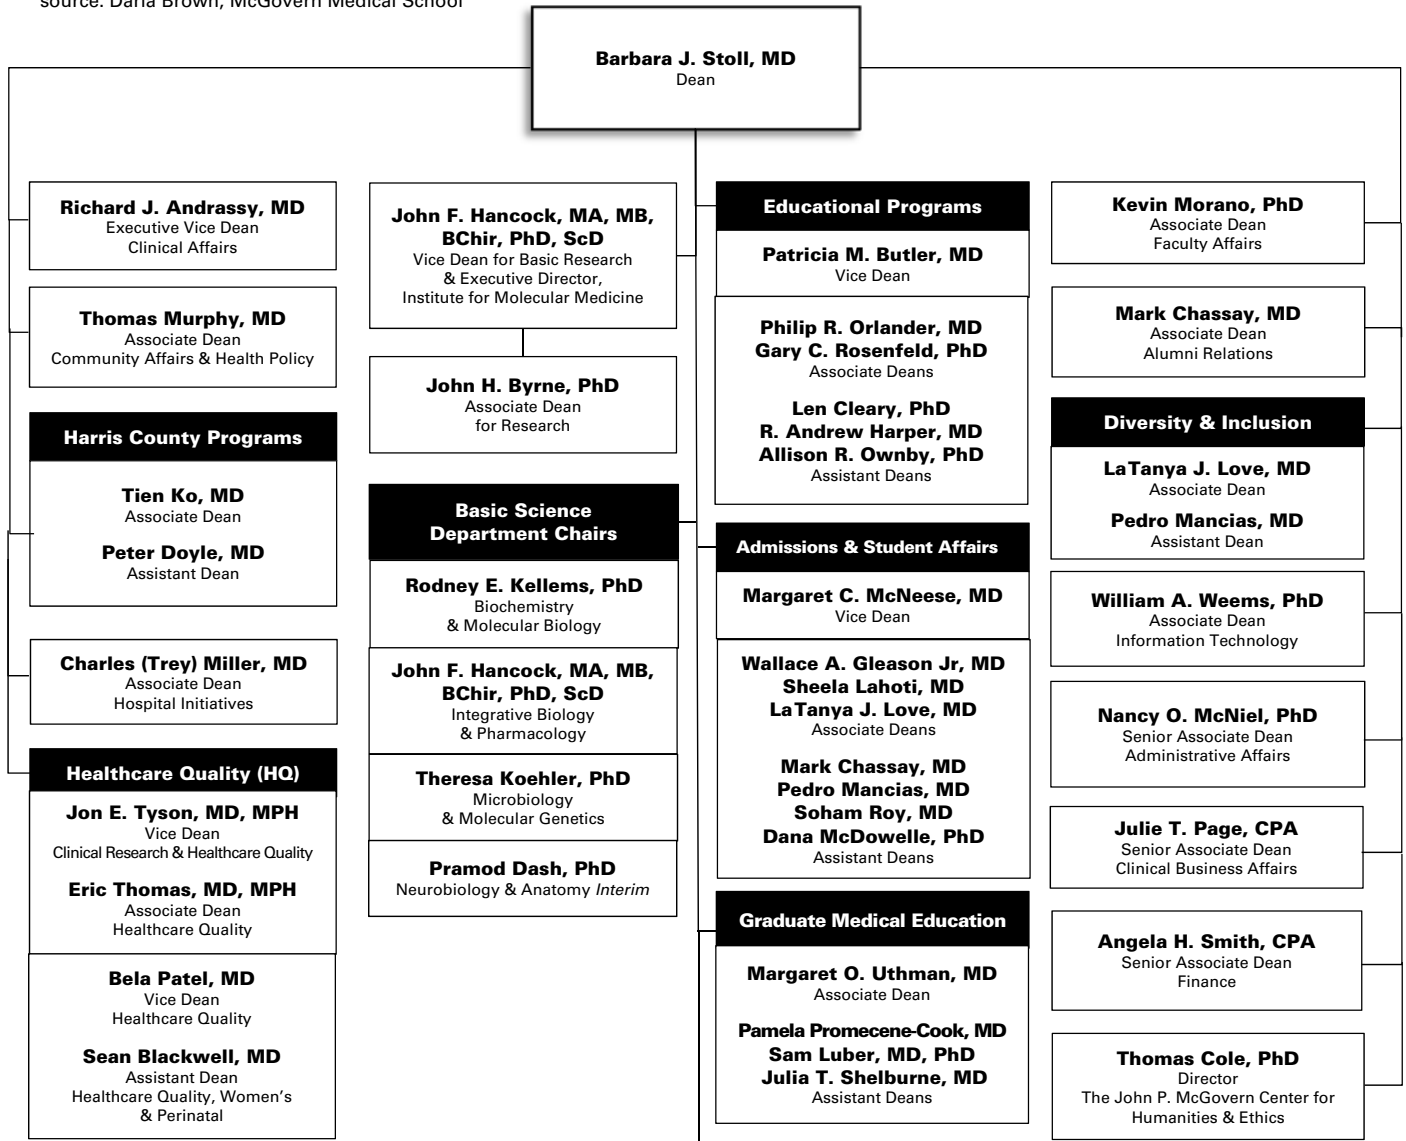 source: Darla Brown, McGovern Medical School
Barbara J. Stoll, MD
Dean
Richard J. Andrassy, MD
Executive Vice Dean
Clinical Affairs
Thomas Murphy, MD
Associate Dean
Community Affairs & Health Policy
Harris County Programs
Tien Ko, MD
Associate Dean
Peter Doyle, MD
Assistant Dean
Charles (Trey) Miller, MD
Associate Dean
Hospital Initiatives
Healthcare Quality (HQ)
Jon E. Tyson, MD, MPH
Vice Dean
Clinical Research & Healthcare Quality
Eric Thomas, MD, MPH
Associate Dean
Healthcare Quality
Bela Patel, MD
Vice Dean
Healthcare Quality
Sean Blackwell, MD
Assistant Dean
Healthcare Quality, Women's
& Perinatal
John F. Hancock, MA, MB,
BChir, PhD, ScD
Vice Dean for Basic Research
& Executive Director,
Institute for Molecular Medicine
John H. Byrne, PhD
Associate Dean
for Research
Basic Science
Department Chairs
Rodney E. Kellems, PhD
Biochemistry
& Molecular Biology
John F. Hancock, MA, MB,
BChir, PhD, ScD
Integrative Biology
& Pharmacology
Theresa Koehler, PhD
Microbiology
& Molecular Genetics
Pramod Dash, PhD
Neurobiology & Anatomy Interim
Educational Programs
Patricia M. Butler, MD
Vice Dean
Philip R. Orlander, MD
Gary C. Rosenfeld, PhD
Associate Deans
Len Cleary, PhD
R. Andrew Harper, MD
Allison R. Ownby, PhD
Assistant Deans
Admissions & Student Affairs
Margaret C. McNeese, MD
Vice Dean
Wallace A. Gleason Jr, MD
Sheela Lahoti, MD
LaTanya J. Love, MD
Associate Deans
Mark Chassay, MD
Pedro Mancias, MD
Soham Roy, MD
Dana McDowelle, PhD
Assistant Deans
Graduate Medical Education
Margaret O. Uthman, MD
Associate Dean
Pamela Promecene-Cook, MD
Sam Luber, MD, PhD
Julia T. Shelburne, MD
Assistant Deans
Kevin Morano, PhD
Associate Dean
Faculty Affairs
Mark Chassay, MD
Associate Dean
Alumni Relations
Diversity & Inclusion
LaTanya J. Love, MD
Associate Dean
Pedro Mancias, MD
Assistant Dean
William A. Weems, PhD
Associate Dean
Information Technology
Nancy O. McNiel, PhD
Senior Associate Dean
Administrative Affairs
Julie T. Page, CPA
Senior Associate Dean
Clinical Business Affairs
Angela H. Smith, CPA
Senior Associate Dean
Finance
Thomas Cole, PhD
Director
The John P. McGovern Center for
Humanities & Ethics